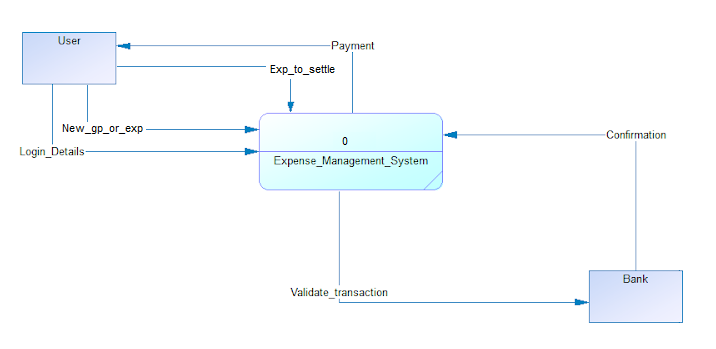 User
Payment
Exp_to_settle
New_gp_or_exp
Login_Details
0
Expense_Management_System
Confirmation
Validate_transaction
Bank